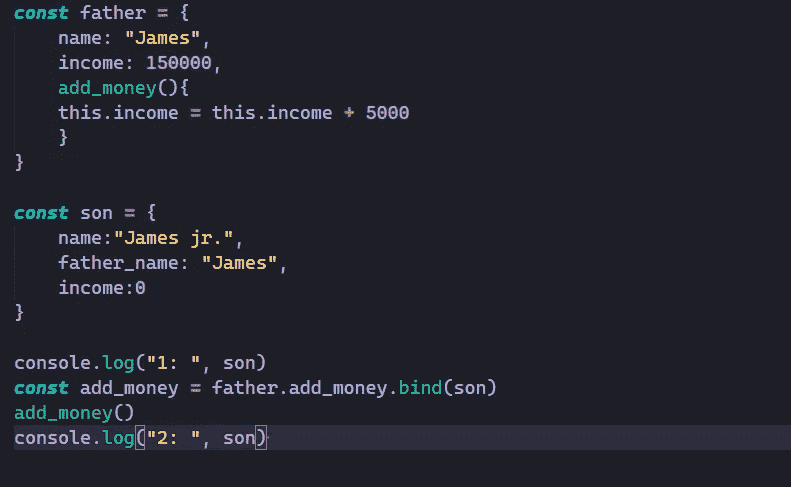 const father = {
    name: "James",
    income: 150000,
    add_money(){
    this.income = this.income + 5000
    }
}
const son = {
    name:"James jr.",
    father_name: "James",
    income:0
}
console.log("1: ", son)
const add_money = father.add_money.bind(son)
add_money()
console.log("2: ", son)